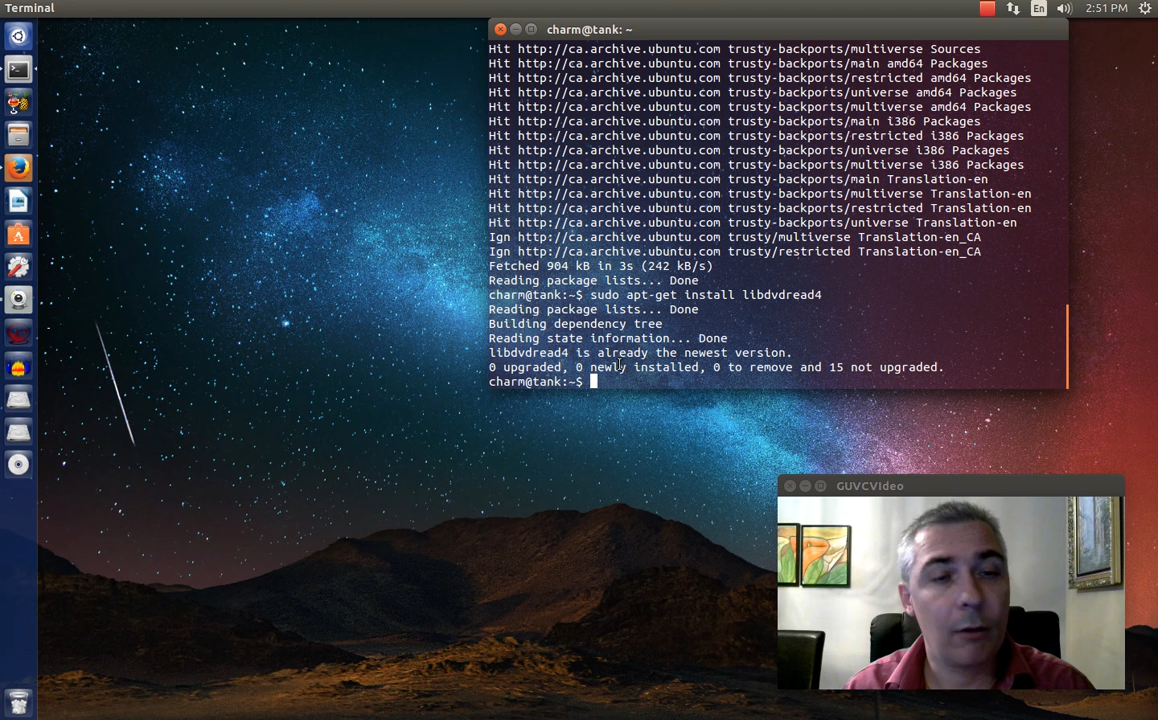 Terminal
En
2:51 PM
charm@tank: ~
Hit http://ca.archive.ubuntu.com trusty-backports/multiverse Sources
Hit http://ca.archive.ubuntu.com trusty-backports/main amd64 Packages
Hit http://ca.archive.ubuntu.com trusty-backports/restricted amd64 Packages
Hit http://ca.archive.ubuntu.com trusty-backports/universe amd64 Packages
Hit http://ca.archive.ubuntu.com trusty-backports/multiverse amd64 Packages
Hit http://ca.archive.ubuntu.com trusty-backports/main i386 Packages
Hit http://ca.archive.ubuntu.com trusty-backports/restricted i386 Packages
Hit http://ca.archive.ubuntu.com trusty-backports/universe i386 Packages
Hit http://ca.archive.ubuntu.com trusty-backports/multiverse i386 Packages
Hit http://ca.archive.ubuntu.com trusty-backports/main Translation-en
Hit http://ca.archive.ubuntu.com trusty-backports/multiverse Translation-en
Hit http://ca.archive.ubuntu.com trusty-backports/restricted Translation-en
Hit http://ca.archive.ubuntu.com trusty-backports/universe Translation-en
Ign http://ca.archive.ubuntu.com trusty/multiverse Translation-en_CA
Ign http://ca.archive.ubuntu.com trusty/restricted Translation-en_CA
Fetched 904 kB in 3s (242 kB/s)
Reading package lists... Done
charm@tank:~$ sudo apt-get install libdvdread4
Reading package lists... Done
Building dependency tree
Reading state information... Done
libdvdread4 is already the newest version.
0 upgraded, 0 newly installed, 0 to remove and 15 not upgraded.
charm@tank:~$
GUVCVIdeo